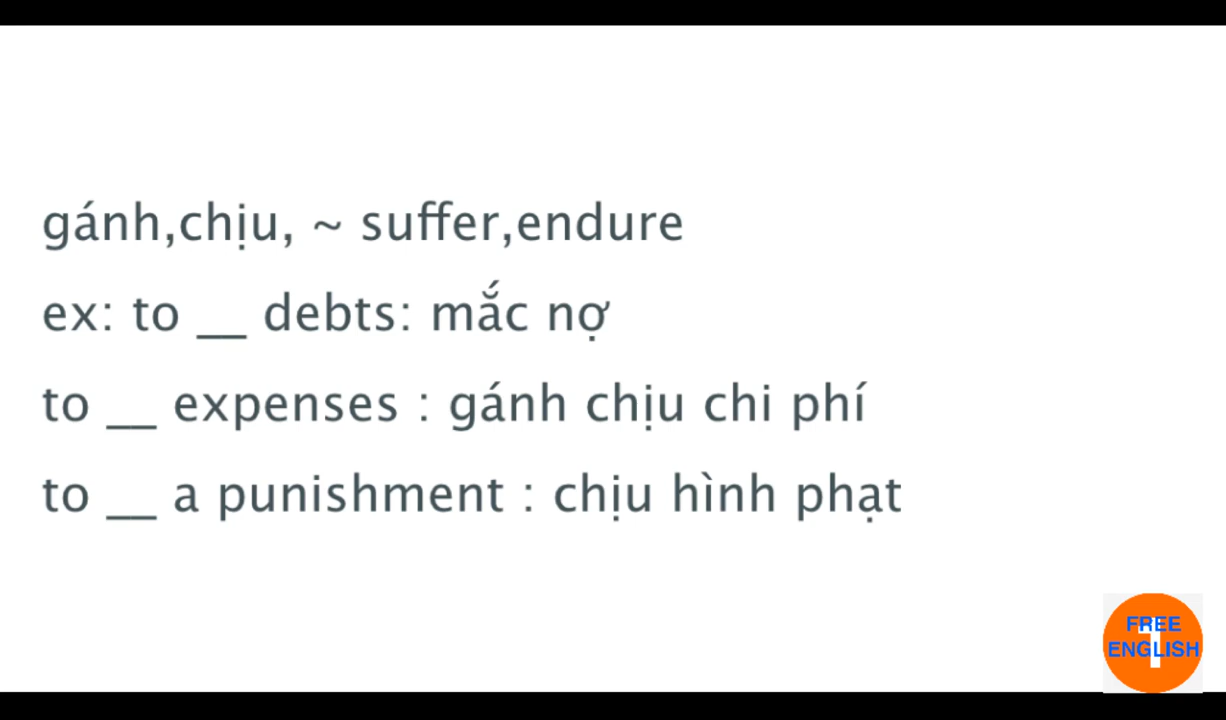 gánh,chịu, ~ suffer,endure
ex: to __ debts: mắc nợ
to __ expenses : gánh chịu chi phí
to __ a punishment : chịu hình phạt
FREE
1
ENGLISH